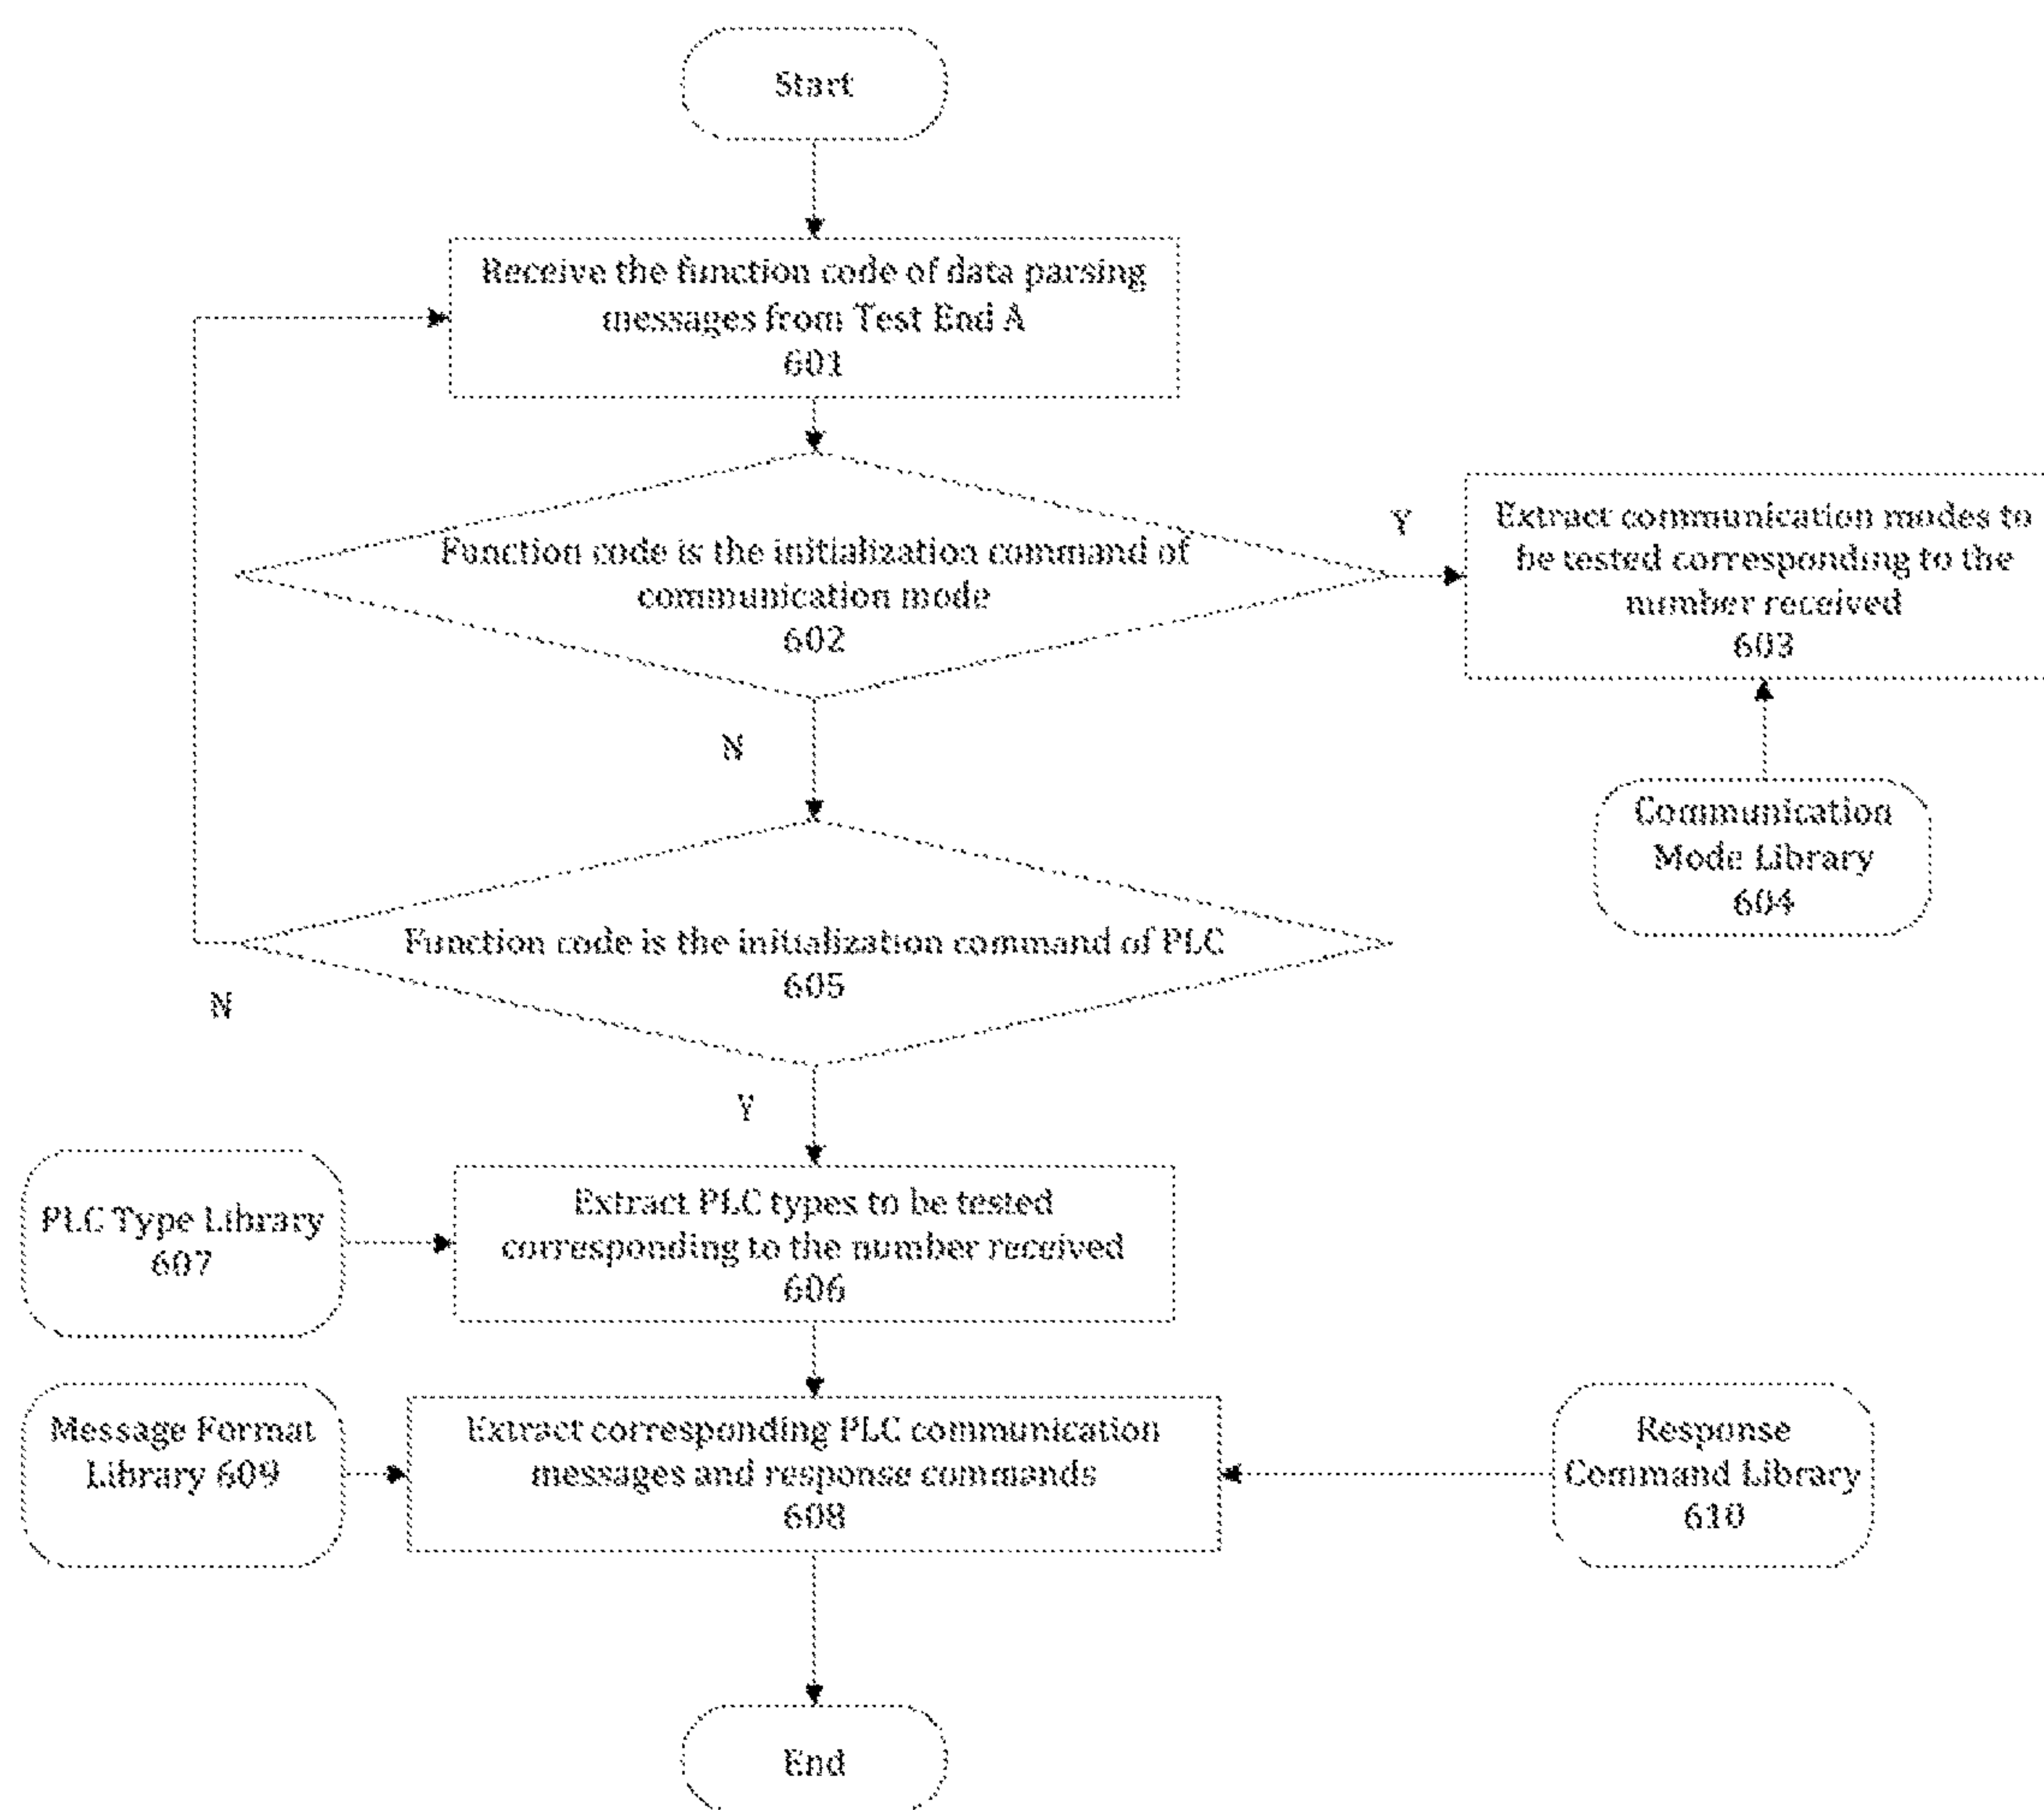 Start
Receive the function code of data parsing
messages from Test End A
601
Function code is the initialization command of
communication mode
602
Y
Extract communication modes to
be tested corresponding to the
number received
603
N
Communication
Mode Library
604
Function code is the initialization command of PLC
605
N
Y
PLC Type Library
607
Extract PLC types to be tested
corresponding to the number received
606
Message Format
Library 609
Extract corresponding PLC communication
messages and response commands
608
Response
Command Library
610
End